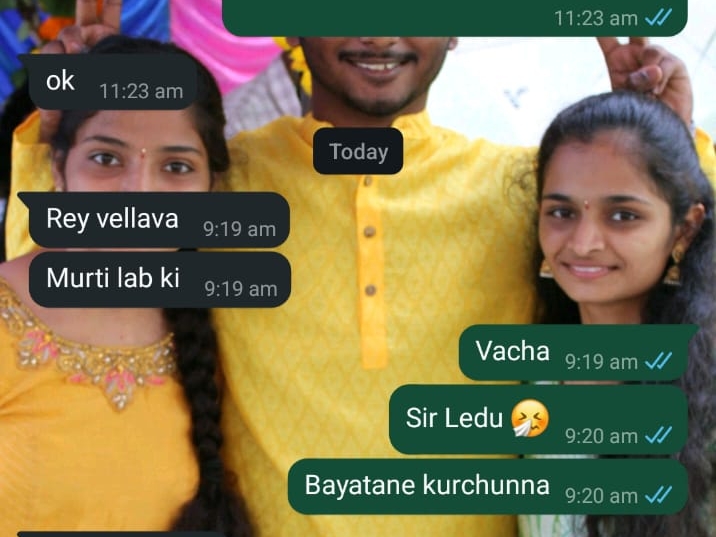 11:23 am
ok 11:23 am
Today
Rey vellava 9:19 am
Murti lab ki 9:19 am
Vacha 9:19 am
Sir Ledu 🤧 9:20 am
Bayatane kurchunna 9:20 am